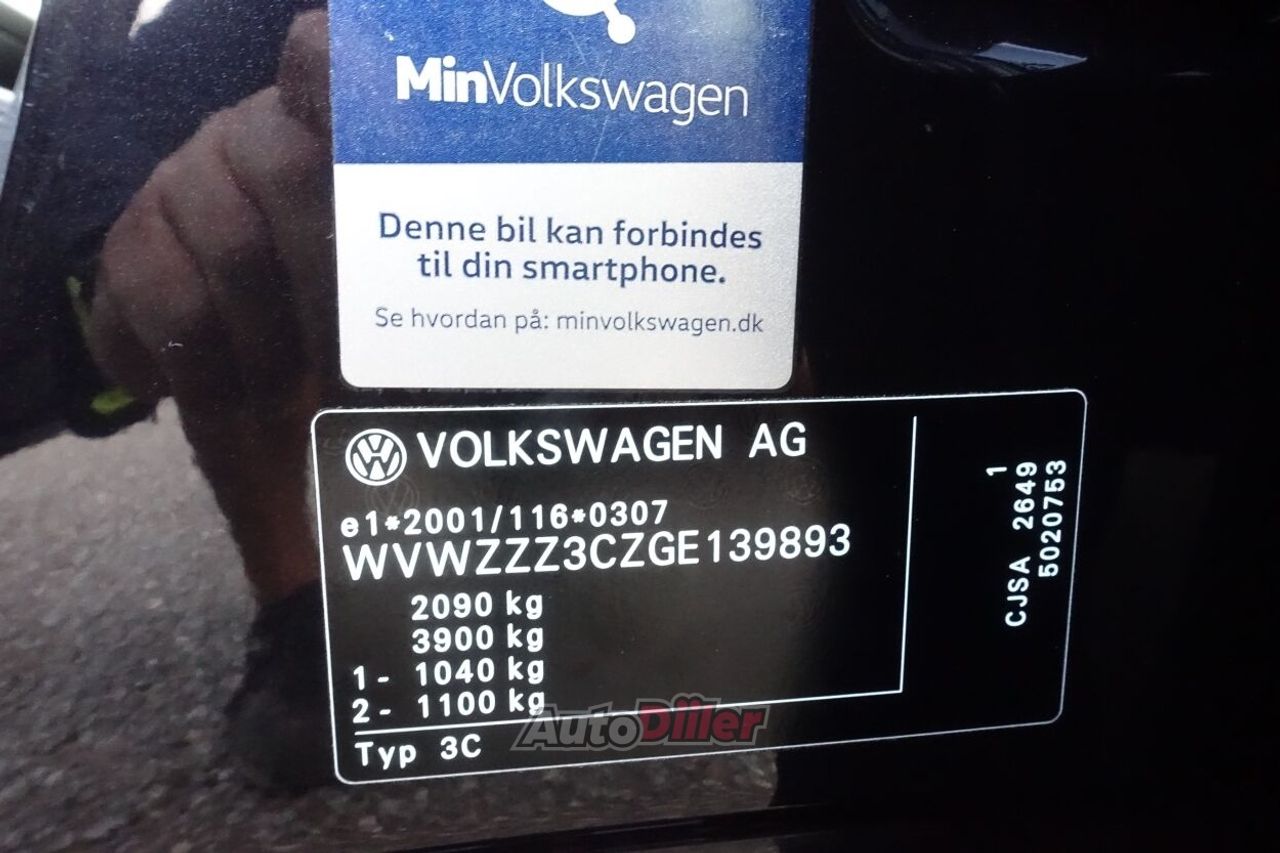 MinVolkswagen
Denne bil kan forbindes
til din smartphone.
Se hvordan på: minvolkswagen.dk
VOLKSWAGEN AG
e1*2001/116*0307
WVWZZZ3CZGE139893
2090 kg
3900 kg
1- 1040 kg
2- 1100 kg
Typ 3C
1
CJSA 2649
5020753
AutoDiler